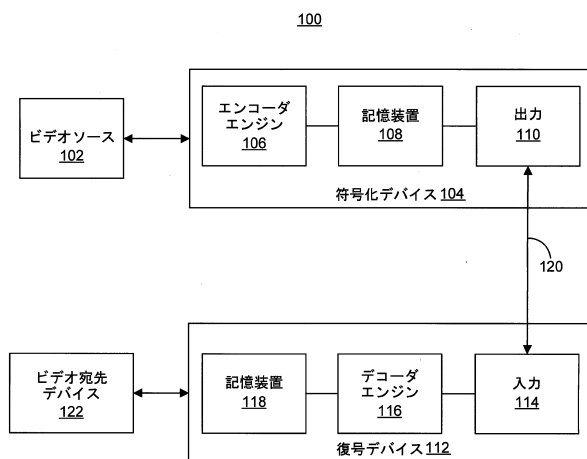 100
ビデオソース
102
エンコーダ
エンジン
106
記憶装置
108
出力
110
符号化デバイス 104
120
ビデオ宛先
デバイス
122
記憶装置
118
デコーダ
エンジン
116
入力
114
復号デバイス 112